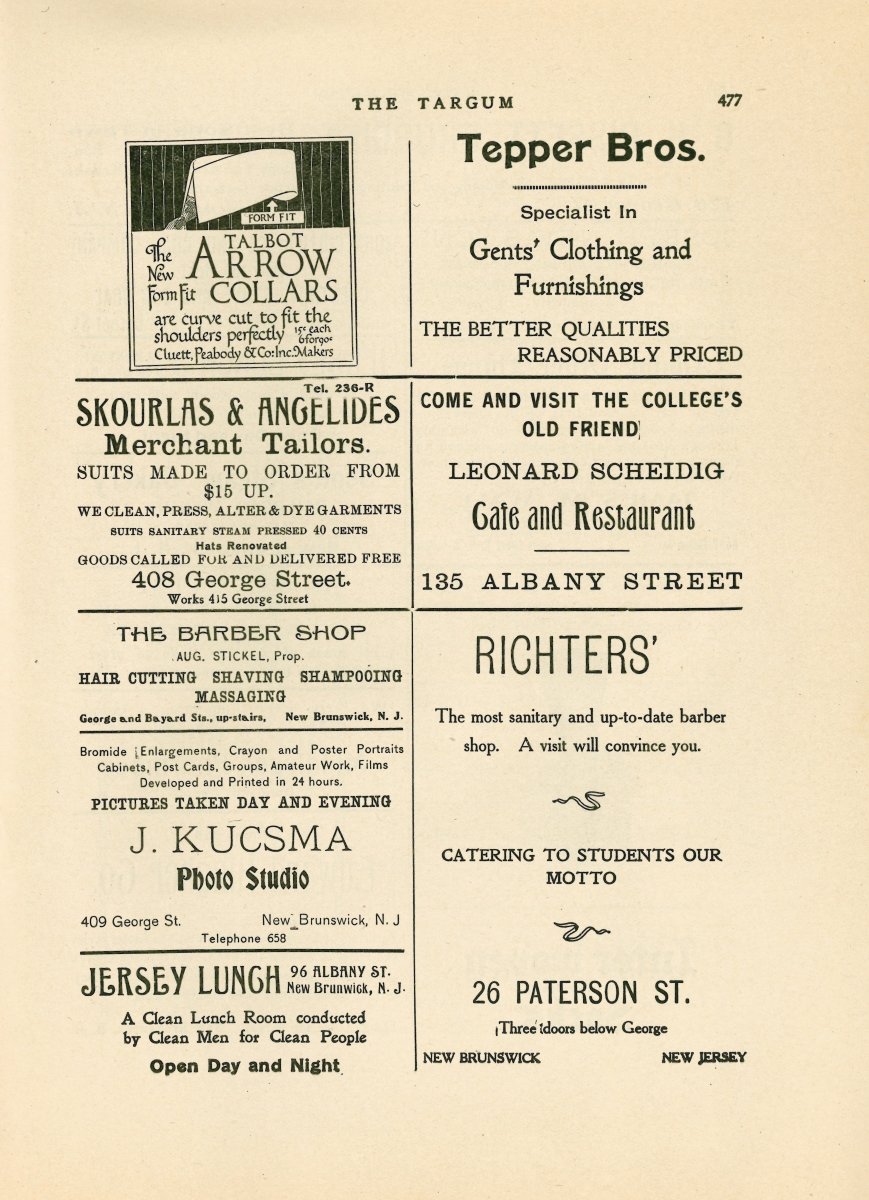 THE TARGUM
477
FORM FIT
The New Form Fit
TALBOT
ARROW
COLLARS
are curve cut to fit the
shoulders perfectly 15¢ each 6 for 90¢
Cluett, Peabody & Co: Inc. Makers
Tel. 236-R
SKOURLAS & ANGELIDES
Merchant Tailors.
SUITS MADE TO ORDER FROM
$15 UP.
WE CLEAN, PRESS, ALTER & DYE GARMENTS
SUITS SANITARY STEAM PRESSED 40 CENTS
Hats Renovated
GOODS CALLED FOR AND DELIVERED FREE
408 George Street.
Works 415 George Street
THE BARBER SHOP
AUG. STICKEL, Prop.
HAIR CUTTING SHAVING SHAMPOOING
MASSAGING
George and Bayard Sts., up-stairs, New Brunswick, N. J.
Bromide Enlargements, Crayon and Poster Portraits
Cabinets, Post Cards, Groups, Amateur Work, Films
Developed and Printed in 24 hours.
PICTURES TAKEN DAY AND EVENING
J. KUCSMA
Photo Studio
409 George St. New Brunswick, N. J
Telephone 658
JERSEY LUNCH 96 ALBANY ST.
New Brunwick, N. J.
A Clean Lunch Room conducted
by Clean Men for Clean People
Open Day and Night
Tepper Bros.
Specialist In
Gents' Clothing and
Furnishings
THE BETTER QUALITIES
REASONABLY PRICED
COME AND VISIT THE COLLEGE'S
OLD FRIEND
LEONARD SCHEIDIG
Cafe and Restaurant
135 ALBANY STREET
RICHTERS'
The most sanitary and up-to-date barber
shop. A visit will convince you.
CATERING TO STUDENTS OUR
MOTTO
26 PATERSON ST.
Three doors below George
NEW BRUNSWICK NEW JERSEY